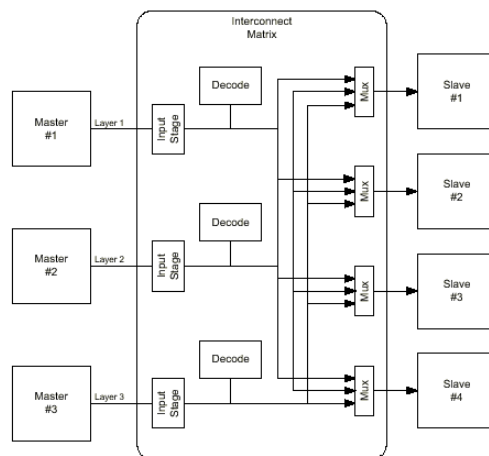 Interconnect
Matrix
Decode
Mux
Slave
#1
Master
#1
Layer 1
Input
Stage
Mux
Slave
#2
Decode
Master
#2
Layer 2
Input
Stage
Mux
Slave
#3
Decode
Master
#3
Layer 3
Input
Stage
Mux
Slave
#4